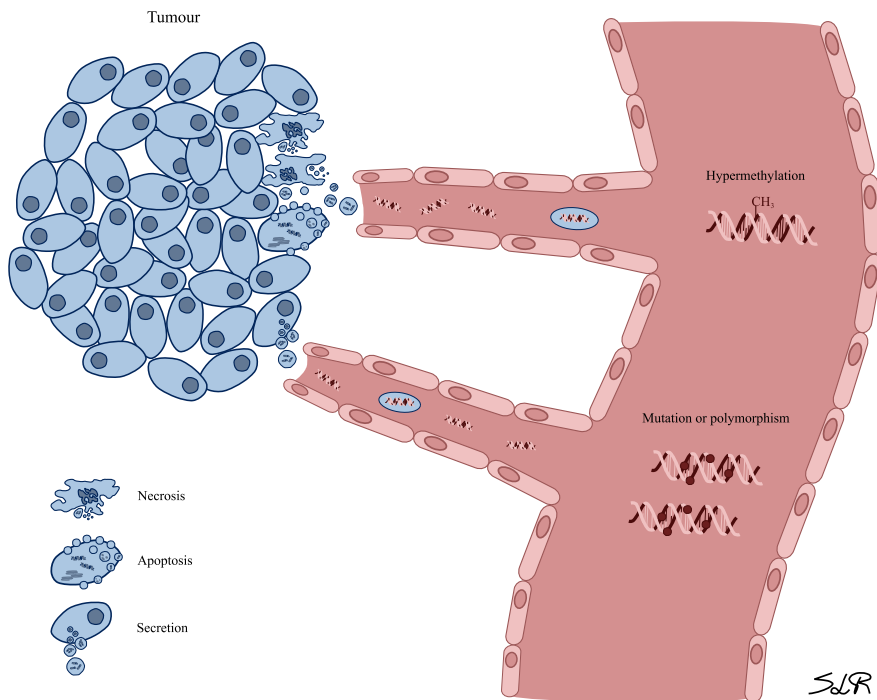 Tumour
Hypermethylation
CH₃
Mutation or polymorphism
Necrosis
Apoptosis
Secretion
SLR